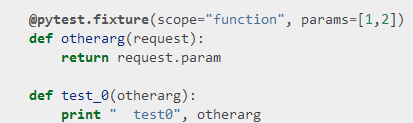 @pytest.fixture(scope="function", params=[1,2])
def otherarg(request):
    return request.param
def test_0(otherarg):
    print "  test0", otherarg